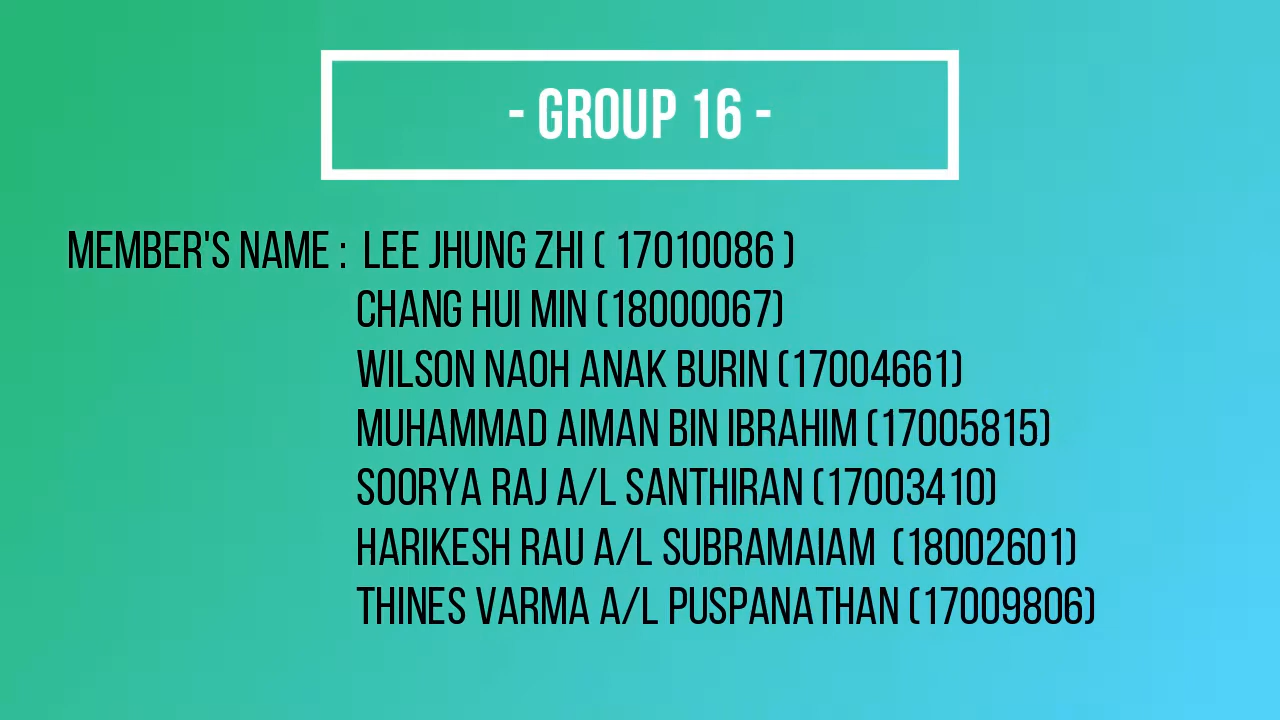 - GROUP 16 -
MEMBER'S NAME : LEE JHUNG ZHI ( 17010086 )
CHANG HUI MIN (18000067)
WILSON NAOH ANAK BURIN (17004661)
MUHAMMAD AIMAN BIN IBRAHIM (17005815)
SOORYA RAJ A/L SANTHIRAN (17003410)
HARIKESH RAU A/L SUBRAMAIAM (18002601)
THINES VARMA A/L PUSPANATHAN (17009806)